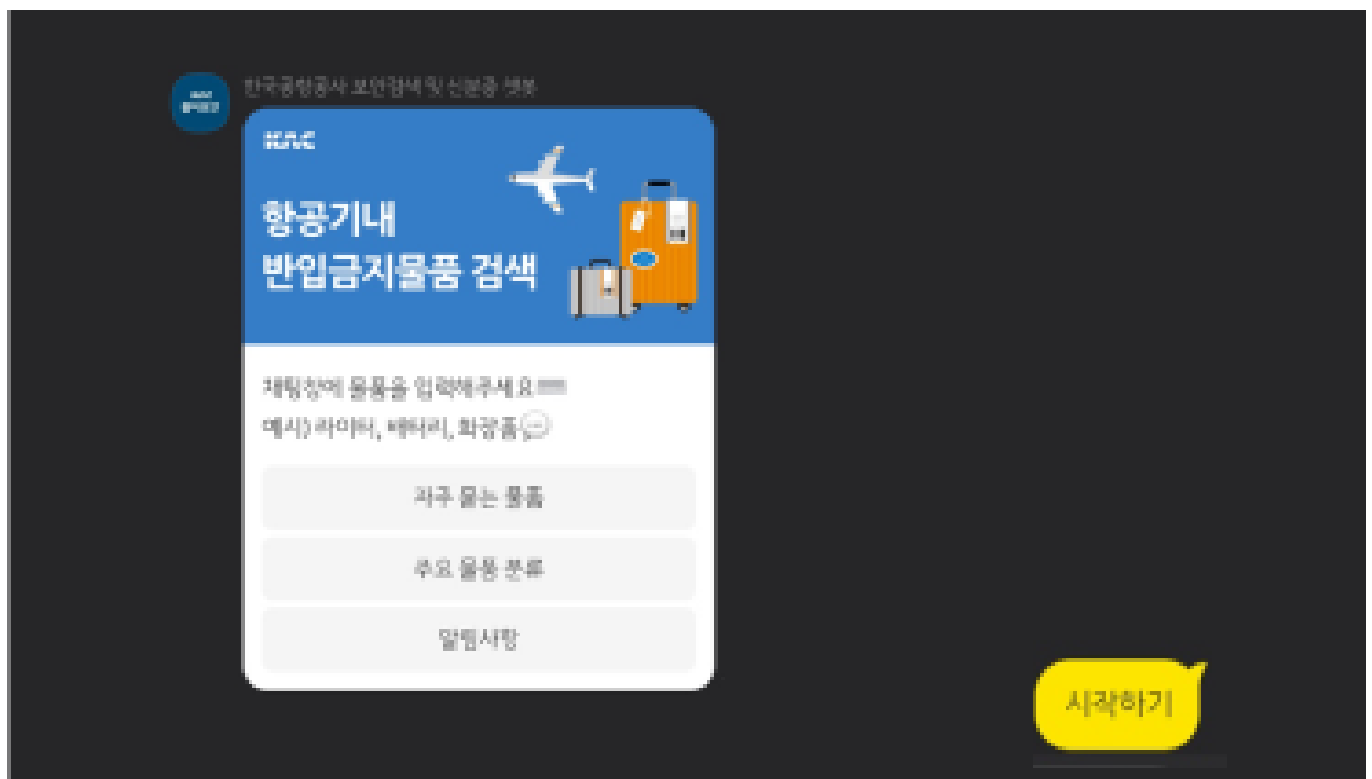 한국공항공사 보안검색 및 신분증 챗봇
KAC
항공기내
반입금지물품 검색
채팅창에 물품을 입력해주세요
예시) 라이터, 배터리, 화장품
자주 묻는 물품
주요 물품 분류
알림사항
시작하기